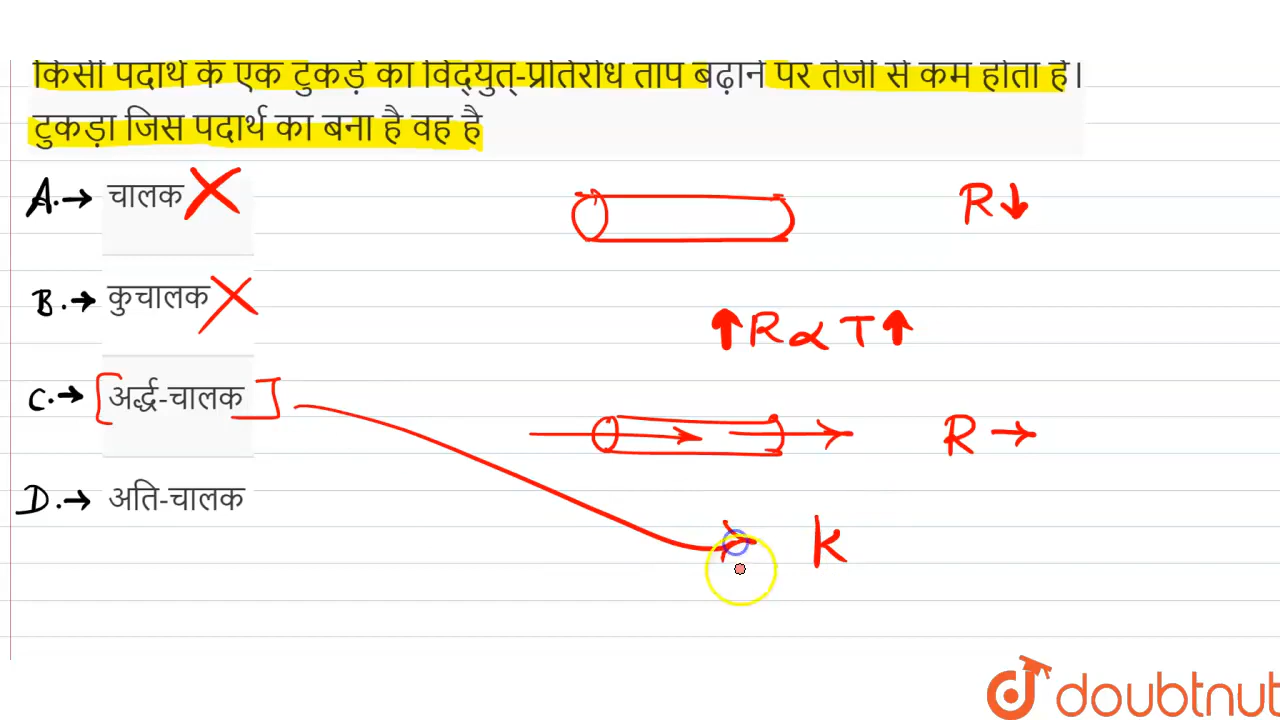 किसी पदार्थ के एक टुकड़े का विद्युत्-प्रतिरोध ताप बढ़ाने पर तेजी से कम होता है।
टुकड़ा जिस पदार्थ का बना है वह है
A.→ चालक
R↓
B.→ कुचालक
↑R∝T↑
C.→ [अर्द्ध-चालक]
R→
D.→ अति-चालक
k
doubtnut